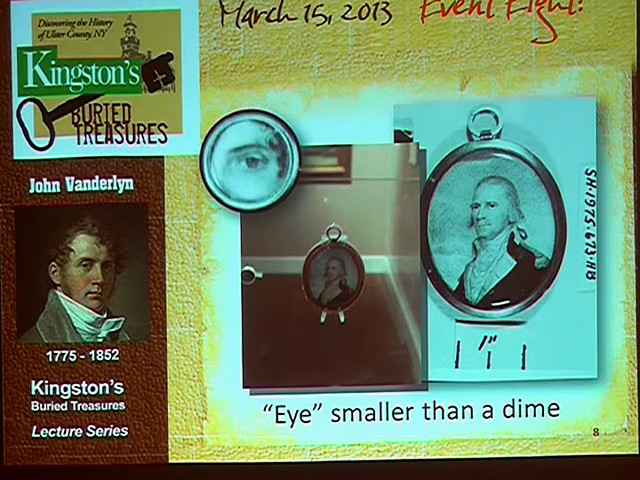 March 15, 2013 Event Eight:
Discovering the History
of Ulster County, NY
Kingston's
BURIED
TREASURES
John Vanderlyn
1775 - 1852
Kingston's
Buried Treasures
Lecture Series
SH-1975-673-HB
1"
"Eye" smaller than a dime
8